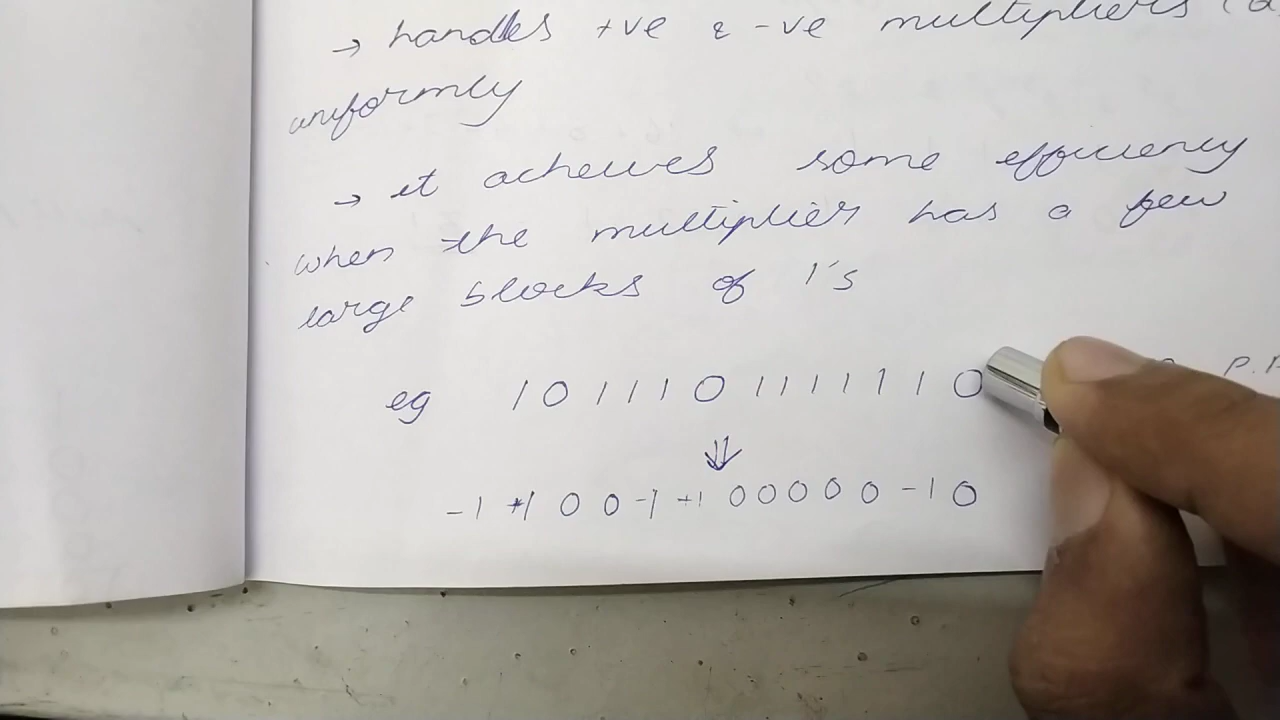 → handles +ve & -ve multipliers
uniformly
→ it acheives some efficiency
when the multiplier has a few
large blocks of 1's
eg 1 0 1 1 1 0 1 1 1 1 1 1 0
P.P
⇓
-1 +1 0 0 -1 +1 0 0 0 0 0 -1 0